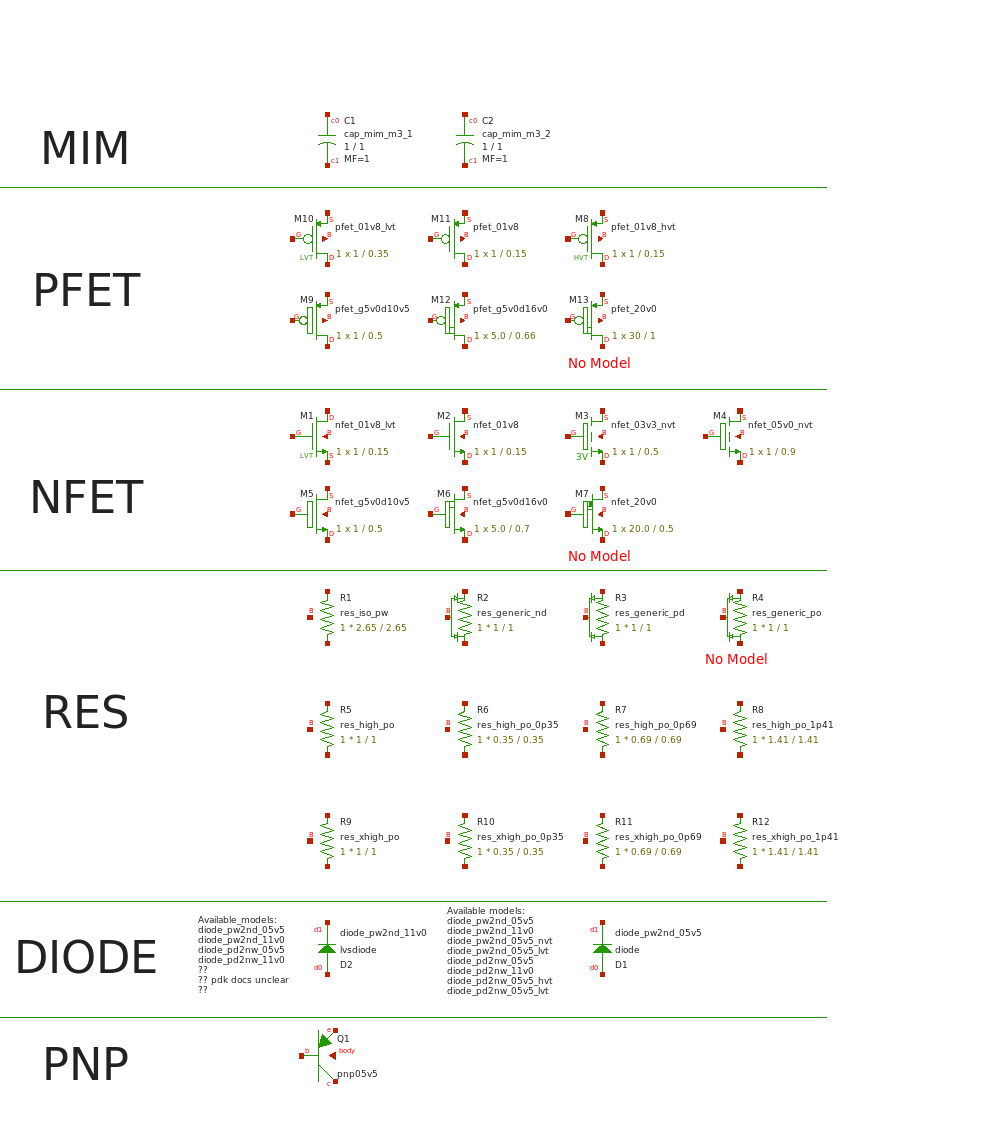 MIM
c0 C1
cap_mim_m3_1
1 / 1
c1 MF=1
c0 C2
cap_mim_m3_2
1 / 1
c1 MF=1
PFET
M10 S
pfet_01v8_lvt
G B
1 x 1 / 0.35
LVT D
M11 S
pfet_01v8
G B
1 x 1 / 0.15
D
M8 S
pfet_01v8_hvt
G B
1 x 1 / 0.15
HVT D
M9 S
pfet_g5v0d10v5
G B
1 x 1 / 0.5
D
M12 S
pfet_g5v0d16v0
G B
1 x 5.0 / 0.66
D
M13 S
pfet_20v0
G B
1 x 30 / 1
D
No Model
NFET
M1 D
nfet_01v8_lvt
G B
1 x 1 / 0.15
LVT S
M2 S
nfet_01v8
G B
1 x 1 / 0.15
D
M3 S
nfet_03v3_nvt
G B
1 x 1 / 0.5
3V D
M4 S
nfet_05v0_nvt
G B
1 x 1 / 0.9
D
M5 S
nfet_g5v0d10v5
G B
1 x 1 / 0.5
D
M6 S
nfet_g5v0d16v0
G B
1 x 5.0 / 0.7
D
M7 S
nfet_20v0
G B
1 x 20.0 / 0.5
D
No Model
RES
R1
B res_iso_pw
1 * 2.65 / 2.65
R2
B res_generic_nd
1 * 1 / 1
R3
B res_generic_pd
1 * 1 / 1
R4
B res_generic_po
1 * 1 / 1
No Model
R5
B res_high_po
1 * 1 / 1
R6
B res_high_po_0p35
1 * 0.35 / 0.35
R7
B res_high_po_0p69
1 * 0.69 / 0.69
R8
B res_high_po_1p41
1 * 1.41 / 1.41
R9
B res_xhigh_po
1 * 1 / 1
R10
B res_xhigh_po_0p35
1 * 0.35 / 0.35
R11
B res_xhigh_po_0p69
1 * 0.69 / 0.69
R12
B res_xhigh_po_1p41
1 * 1.41 / 1.41
DIODE
Available_models:
diode_pw2nd_05v5
diode_pw2nd_11v0
diode_pd2nw_05v5
diode_pd2nw_11v0
??
?? pdk docs unclear
??
d1 diode_pw2nd_11v0
lvsdiode
d0 D2
Available models:
diode_pw2nd_05v5
diode_pw2nd_11v0
diode_pw2nd_05v5_nvt
diode_pw2nd_05v5_lvt
diode_pd2nw_05v5
diode_pd2nw_11v0
diode_pd2nw_05v5_hvt
diode_pd2nw_05v5_lvt
d1 diode_pw2nd_05v5
diode
d0 D1
PNP
e
Q1
b body
pnp05v5
c